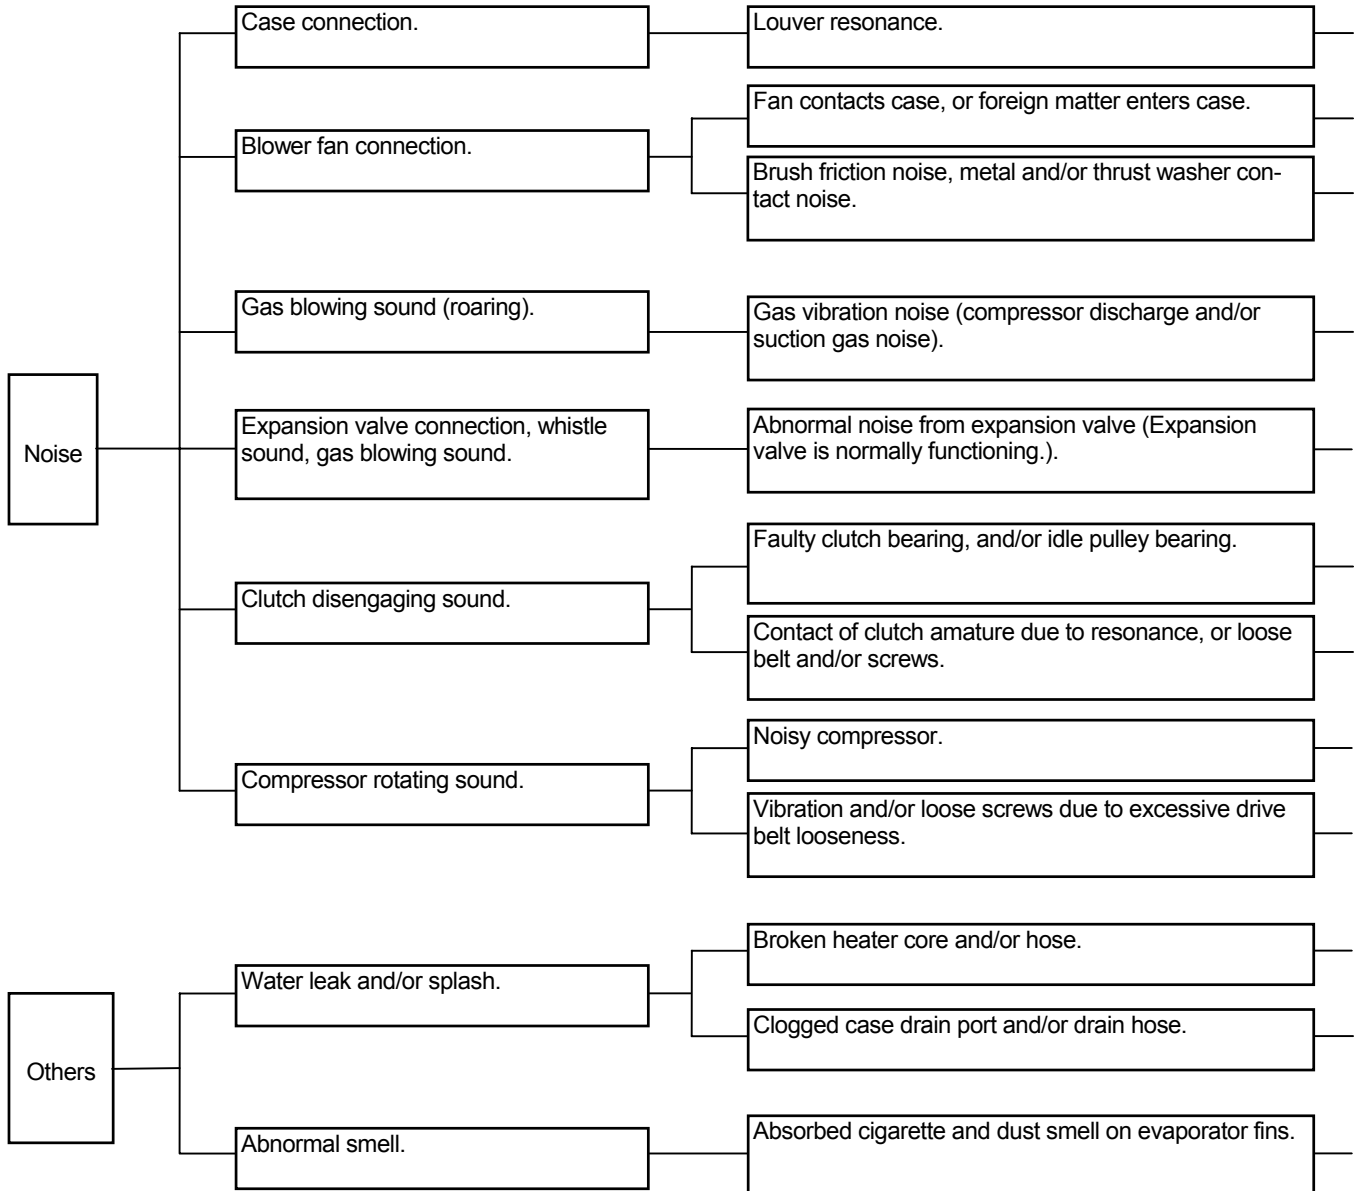 Case connection.
Louver resonance.
Fan contacts case, or foreign matter enters case.
Blower fan connection.
Brush friction noise, metal and/or thrust washer con-
tact noise.
Gas blowing sound (roaring).
Gas vibration noise (compressor discharge and/or
suction gas noise).
Noise
Expansion valve connection, whistle
sound, gas blowing sound.
Abnormal noise from expansion valve (Expansion
valve is normally functioning.).
Clutch disengaging sound.
Faulty clutch bearing, and/or idle pulley bearing.
Contact of clutch amature due to resonance, or loose
belt and/or screws.
Compressor rotating sound.
Noisy compressor.
Vibration and/or loose screws due to excessive drive
belt looseness.
Others
Water leak and/or splash.
Broken heater core and/or hose.
Clogged case drain port and/or drain hose.
Abnormal smell.
Absorbed cigarette and dust smell on evaporator fins.